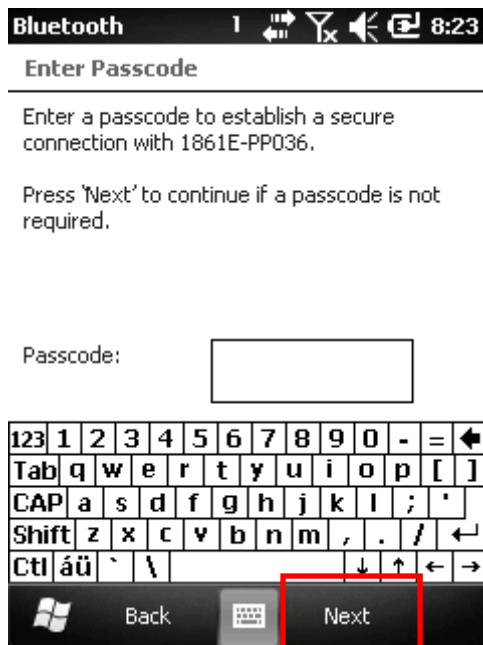 Bluetooth 1 8:23
Enter Passcode
Enter a passcode to establish a secure
connection with 1861E-PP036.
Press 'Next' to continue if a passcode is not
required.
Passcode:
123 1 2 3 4 5 6 7 8 9 0 - =
Tab q w e r t y u i o p [ ]
CAP a s d f g h j k l ; '
Shift z x c v b n m , . / ↵
Ctl áü ` \ ↓ ↑ ← →
Back Next